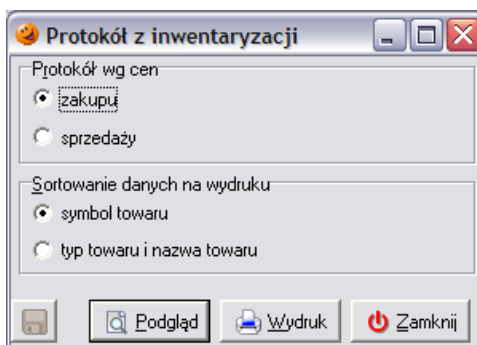 Protokół z inwentaryzacji
Protokół wg cen
zakupu
sprzedaży
Sortowanie danych na wydruku
symbol towaru
typ towaru i nazwa towaru
Podgląd Wydruk Zamknij